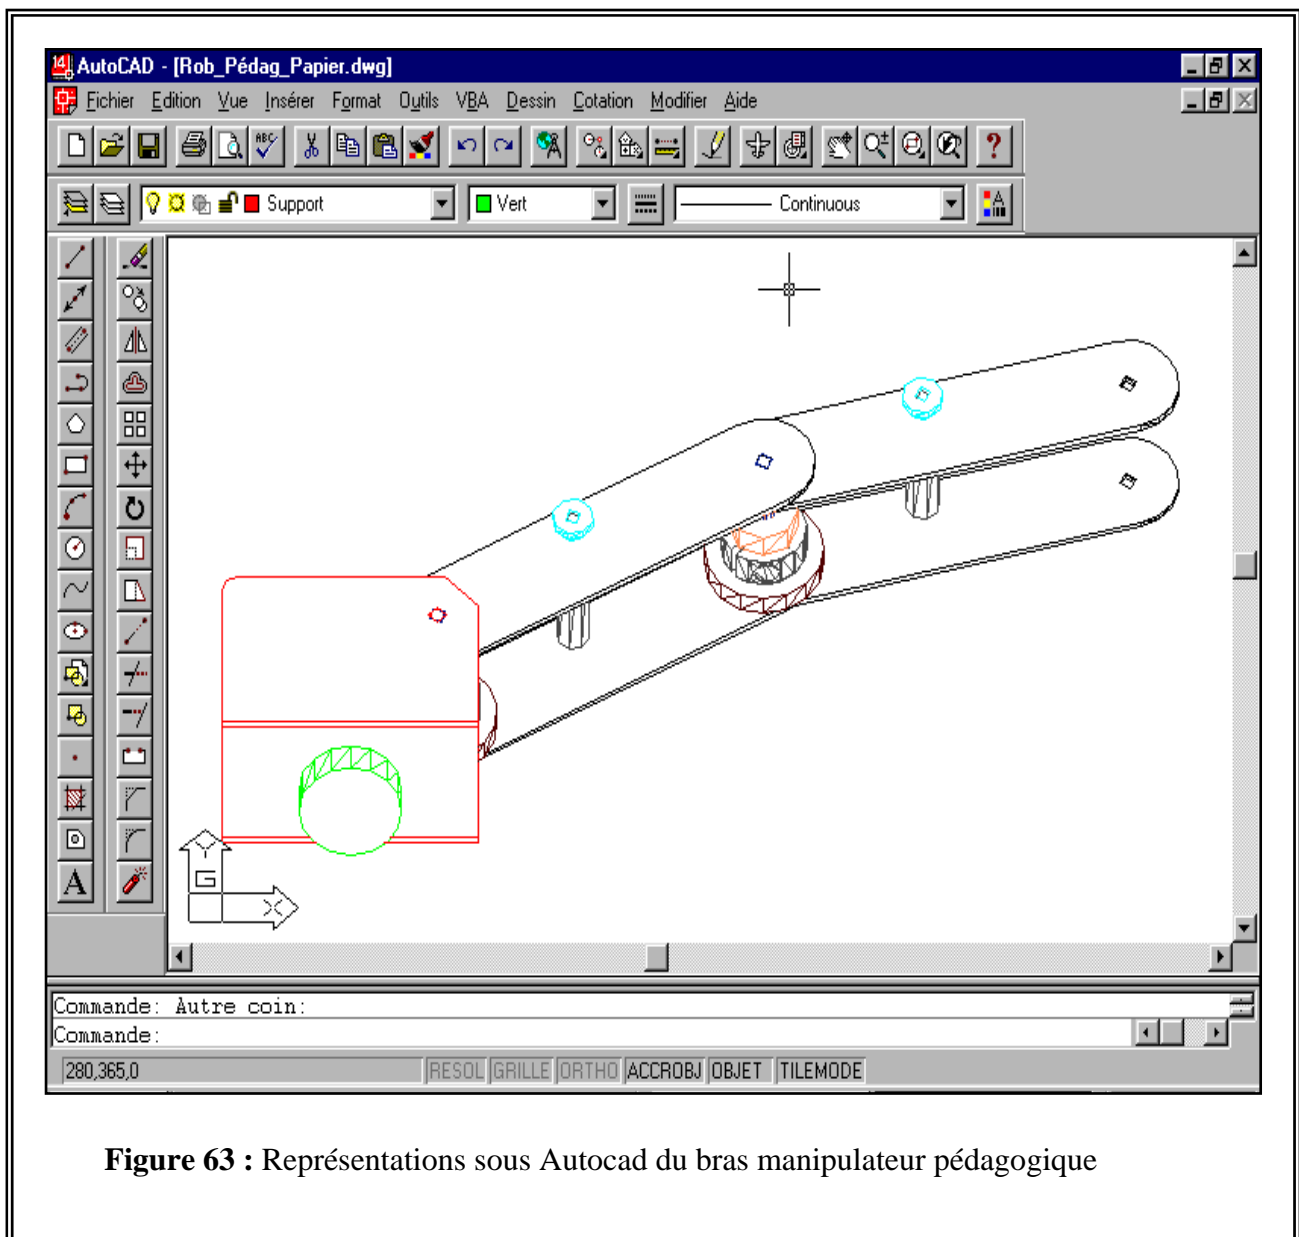 AutoCAD - [Rob_Pédag_Papier.dwg]
Fichier Edition Vue Insérer Format Outils VBA Dessin Cotation Modifier Aide
ABC
?
Support Vert Continuous
A
A
Y
G
X
Commande: Autre coin:
Commande:
280,365,0 RESOL GRILLE ORTHO ACCROBJ OBJET TILEMODE
Figure 63 : Représentations sous Autocad du bras manipulateur pédagogique